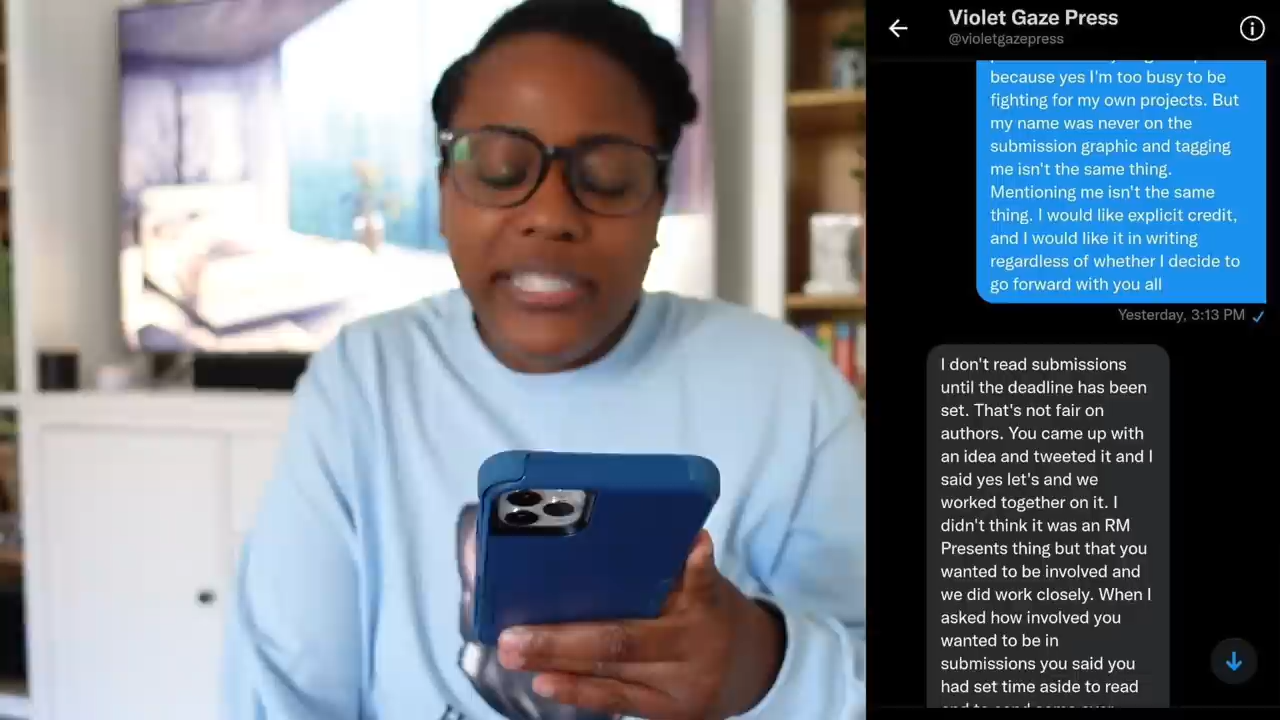 Violet Gaze Press
@violetgazepress
because yes I'm too busy to be
fighting for my own projects. But
my name was never on the
submission graphic and tagging
me isn't the same thing.
Mentioning me isn't the same
thing. I would like explicit credit,
and I would like it in writing
regardless of whether I decide to
go forward with you all
Yesterday, 3:13 PM
I don't read submissions
until the deadline has been
set. That's not fair on
authors. You came up with
an idea and tweeted it and I
said yes let's and we
worked together on it. I
didn't think it was an RM
Presents thing but that you
wanted to be involved and
we did work closely. When I
asked how involved you
wanted to be in
submissions you said you
had set time aside to read